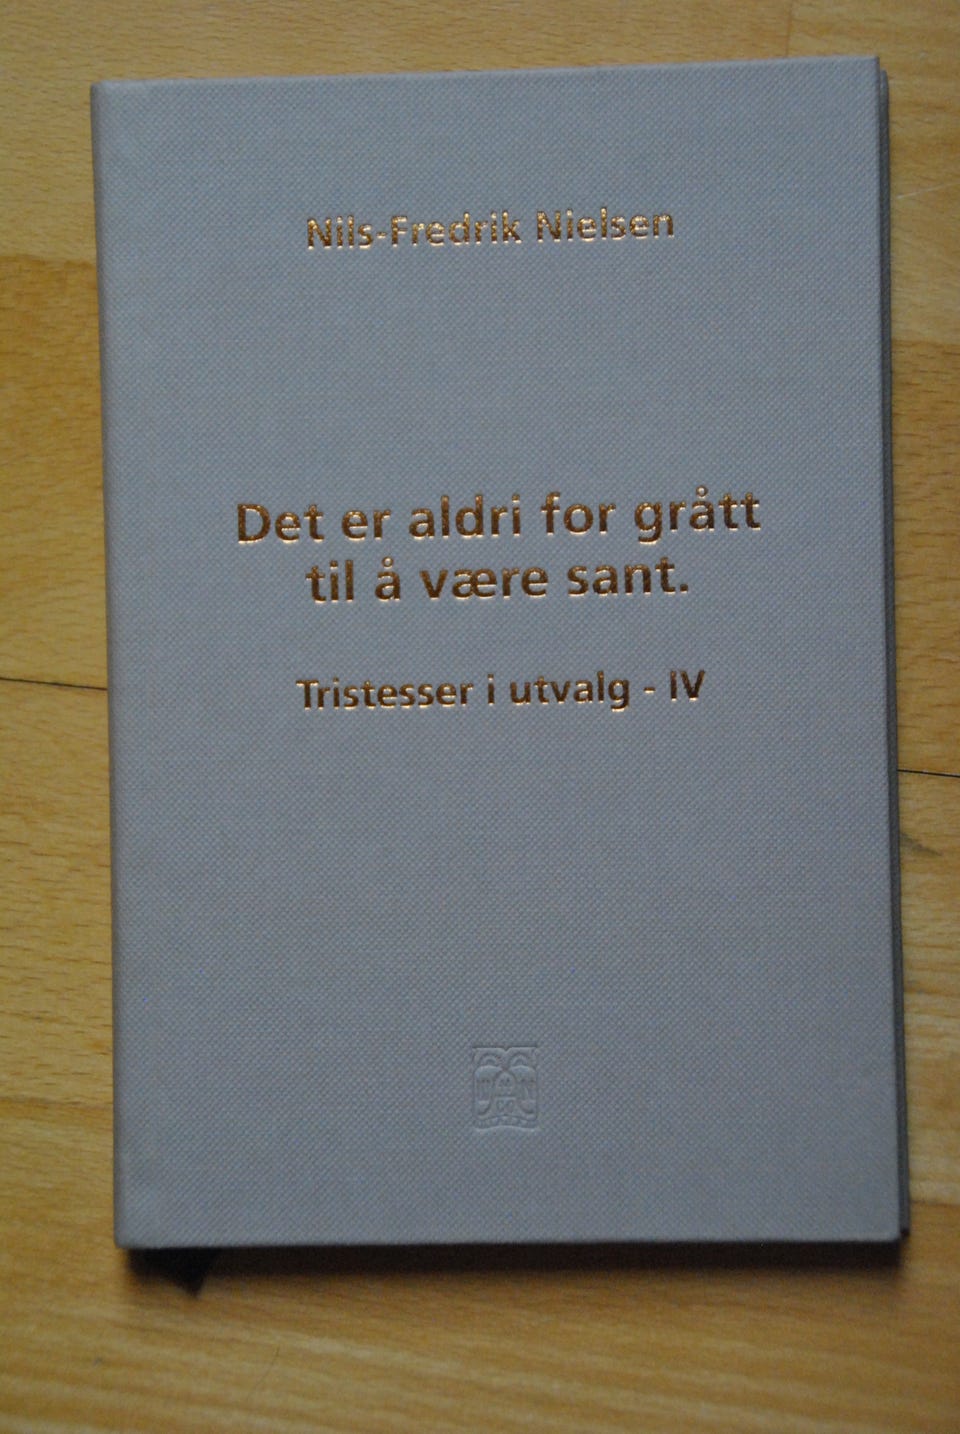 Nils-Fredrik Nielsen
Det er aldri for grått
til å være sant.
Tristesser i utvalg - IV